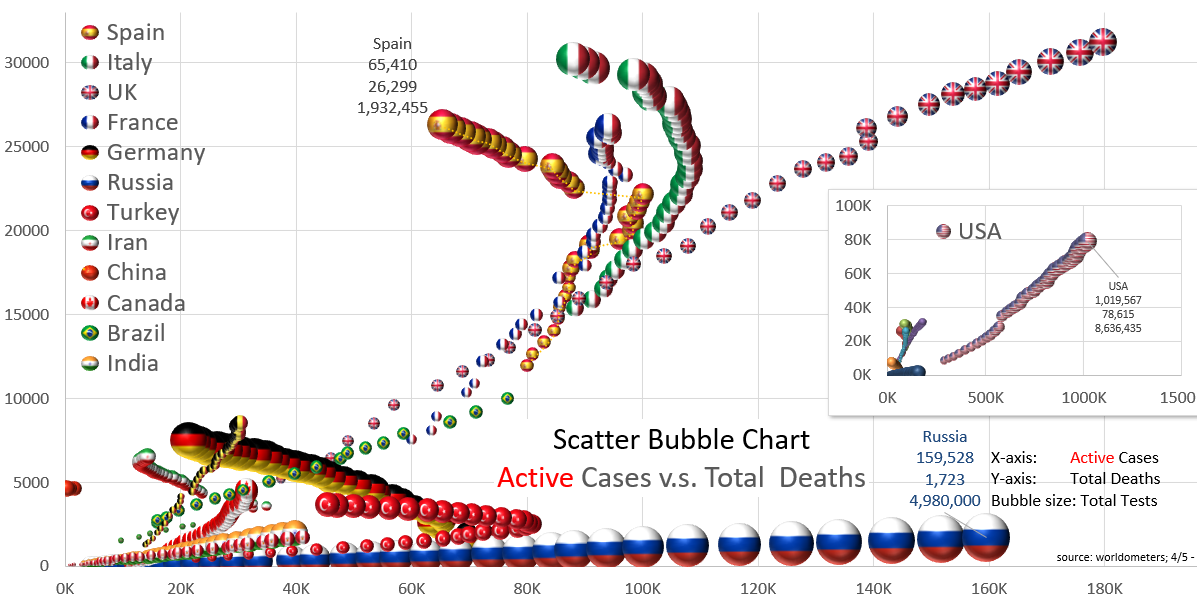 Spain
Italy
UK
France
Germany
Russia
Turkey
Iran
China
Canada
Brazil
India
Spain
65,410
26,299
1,932,455
30000
25000
20000
15000
10000
5000
0
0K
20K
40K
60K
80K
100K
120K
140K
160K
180K
100K
80K
60K
40K
20K
0K
USA
USA
1,019,567
78,615
8,636,435
0K
500K
1000K
1500
Scatter Bubble Chart
Active Cases v.s. Total Deaths
Russia
159,528
1,723
4,980,000
X-axis: Active Cases
Y-axis: Total Deaths
Bubble size: Total Tests
source: worldometers; 4/5 -